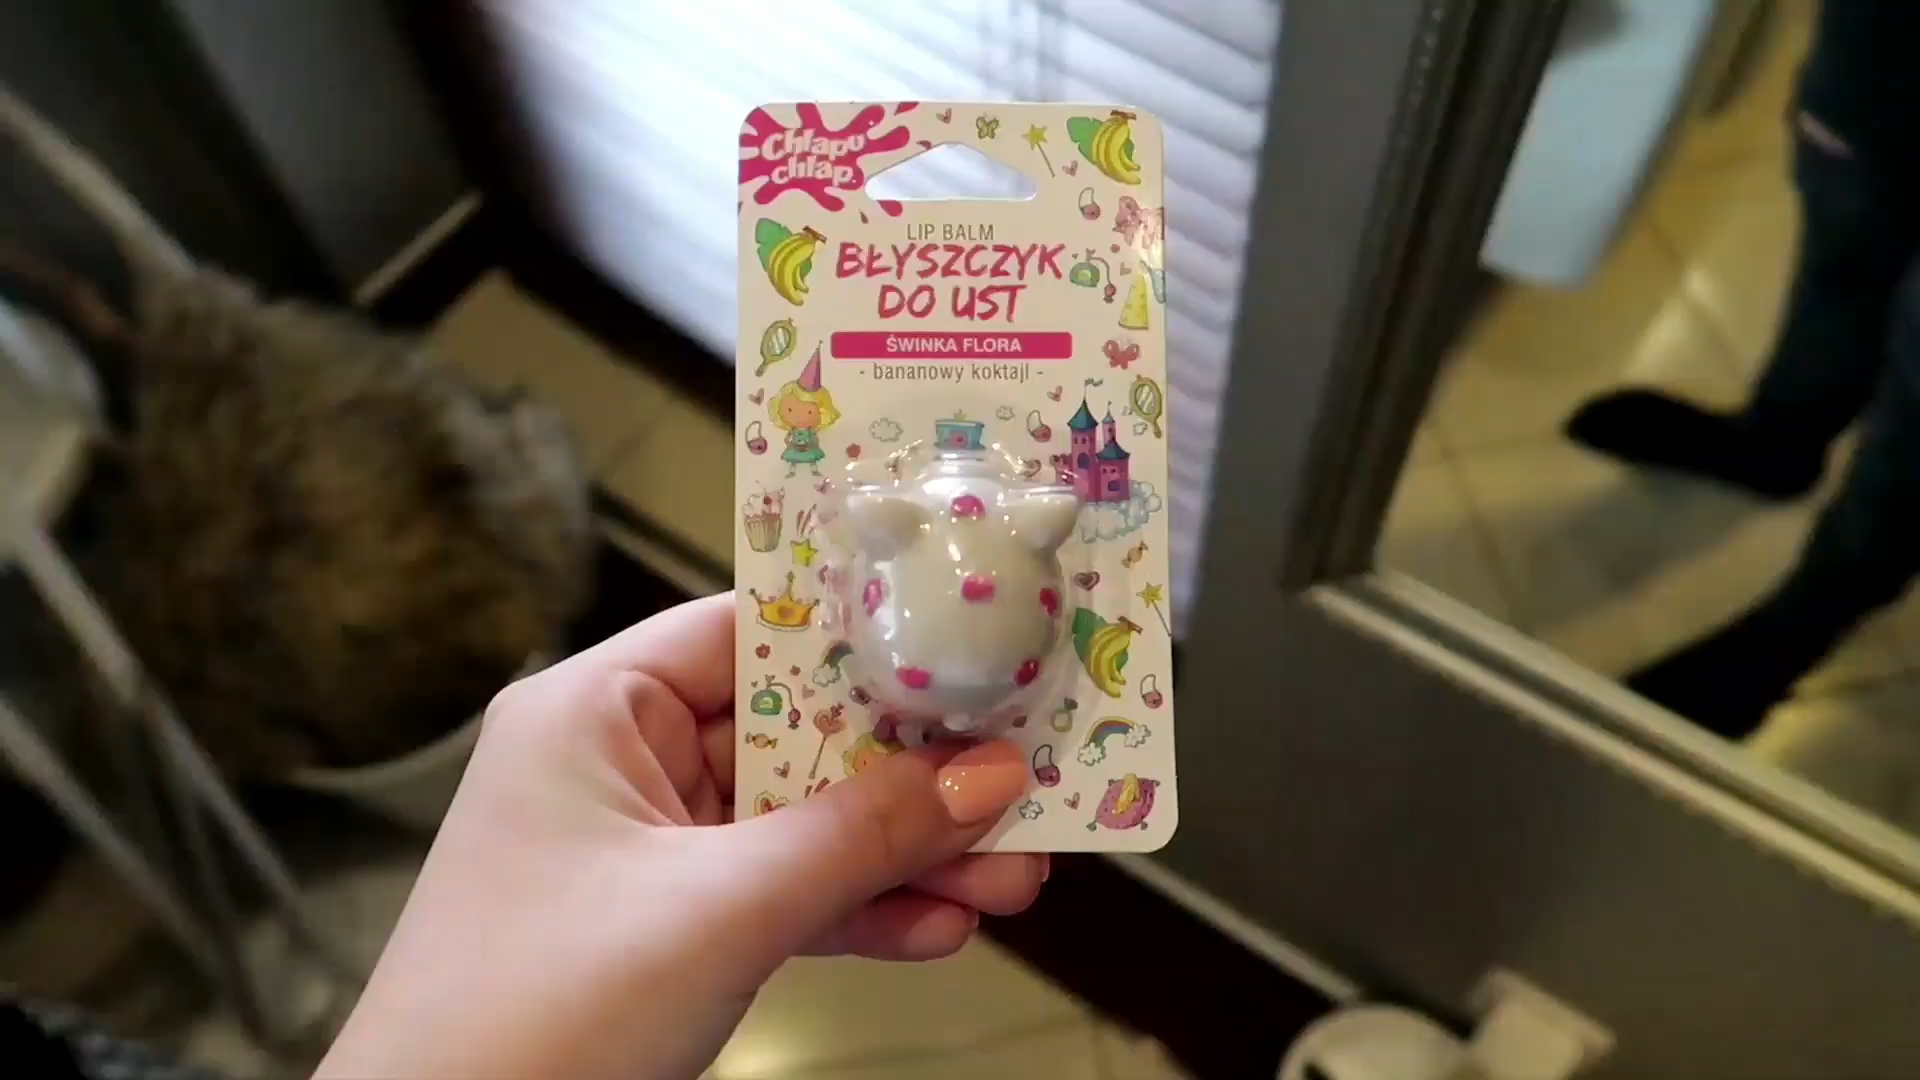 Chlapu
chlap.
LIP BALM
BŁYSZCZYK
DO UST
ŚWINKA FLORA
- bananowy koktajl -